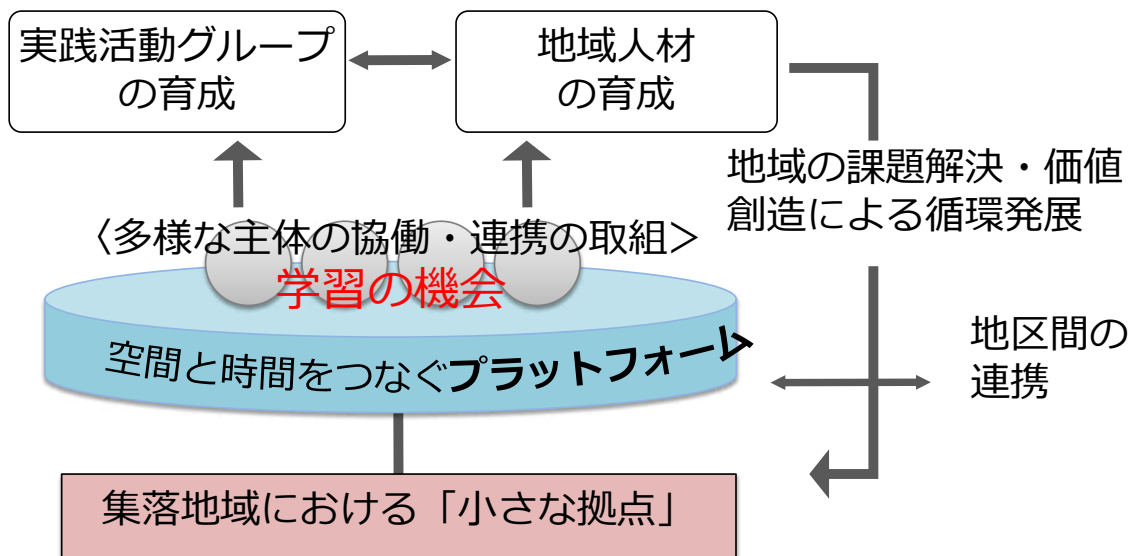 実践活動グループ
の育成
地域人材
の育成
地域の課題解決・価値
創造による循環発展
〈多様な主体の協働・連携の取組>
学習の機会
空間と時間をつなぐプラットフォーム
地区間の
連携
集落地域における「小さな拠点」